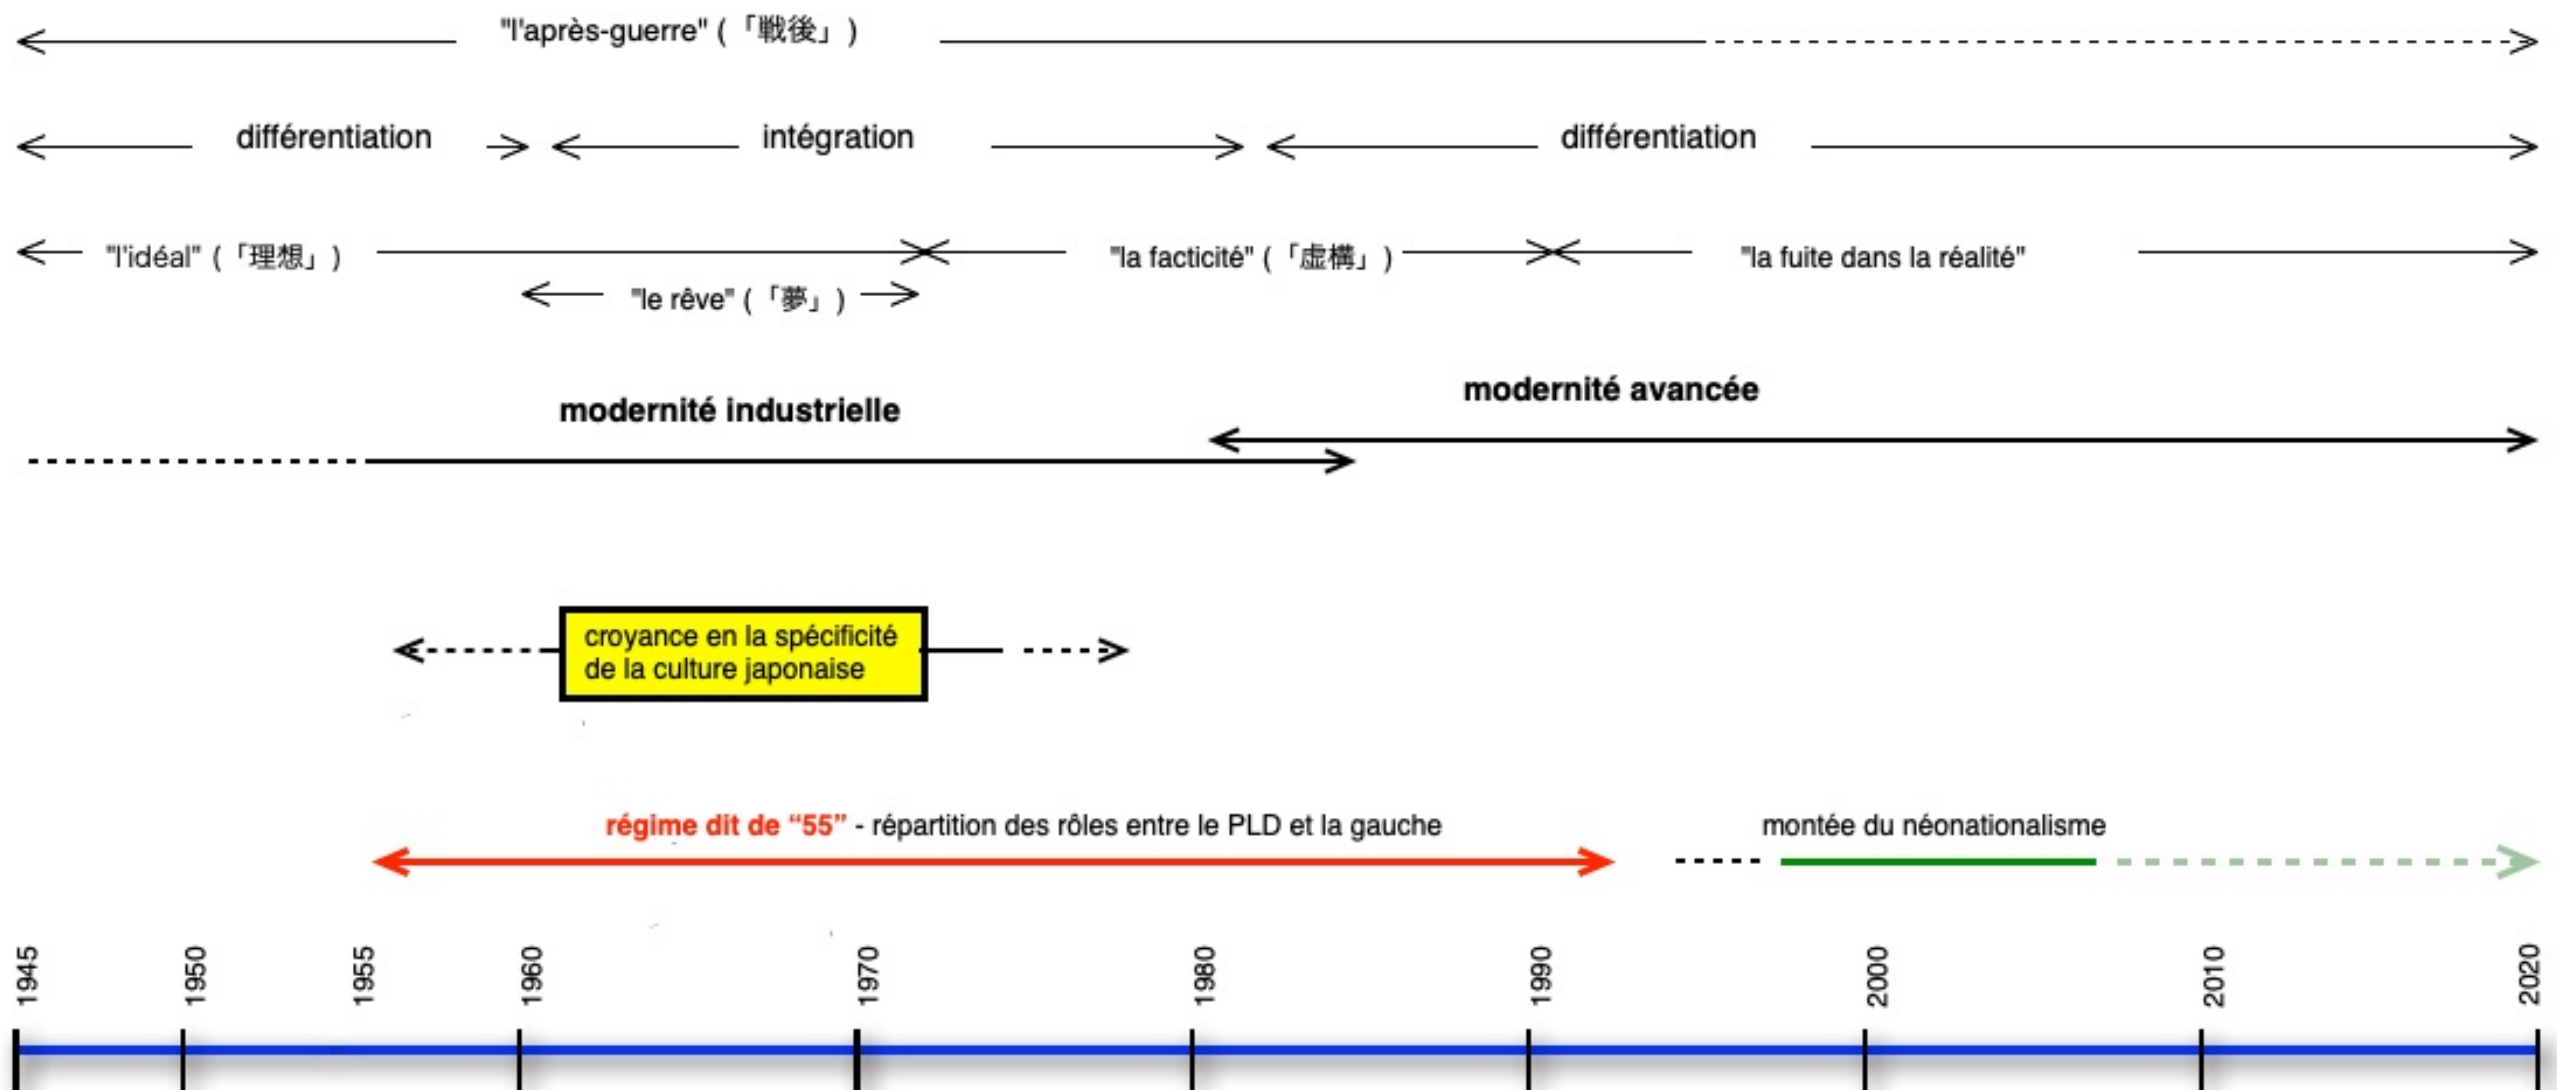 "l'après-guerre" (「戦後」)
différentiation
intégration
différentiation
"l'idéal" (「理想」)
"la facticité" (「虚構」)
"la fuite dans la réalité"
"le rêve" (「夢」)
modernité avancée
modernité industrielle
croyance en la spécificité
de la culture japonaise
régime dit de “55” - répartition des rôles entre le PLD et la gauche
montée du néonationalisme
1945
1950
1955
1960
1970
1980
1990
2000
2010
2020